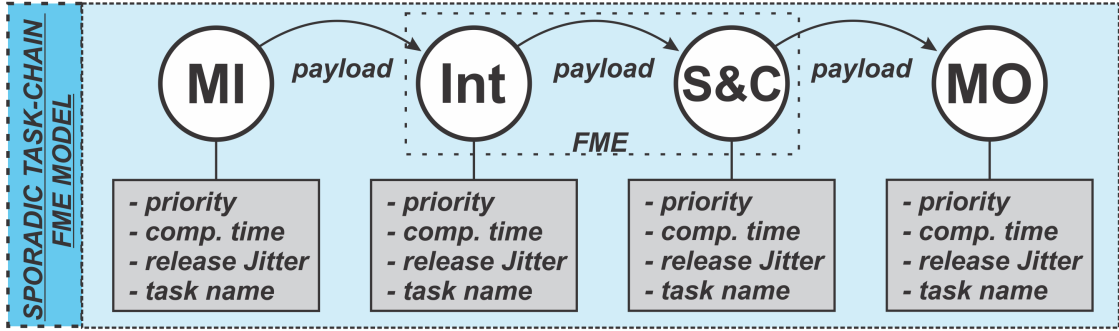 SPORADIC TASK-CHAIN
FME MODEL
MI
payload
Int
payload
S&C
payload
MO
FME
- priority
- comp. time
- release Jitter
- task name
- priority
- comp. time
- release Jitter
- task name
- priority
- comp. time
- release Jitter
- task name
- priority
- comp. time
- release Jitter
- task name